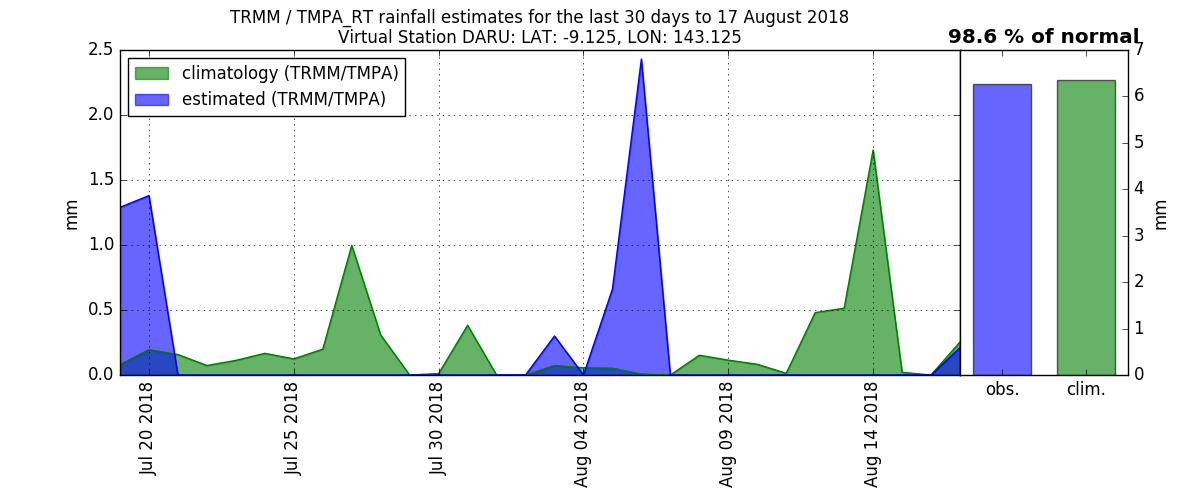 TRMM / TMPA_RT rainfall estimates for the last 30 days to 17 August 2018
Virtual Station DARU: LAT: -9.125, LON: 143.125
98.6 % of normal
climatology (TRMM/TMPA)
estimated (TRMM/TMPA)
2.5
2.0
1.5
1.0
0.5
0.0
mm
Jul 20 2018
Jul 25 2018
Jul 30 2018
Aug 04 2018
Aug 09 2018
Aug 14 2018
7
6
5
4
3
2
1
0
mm
obs.
clim.